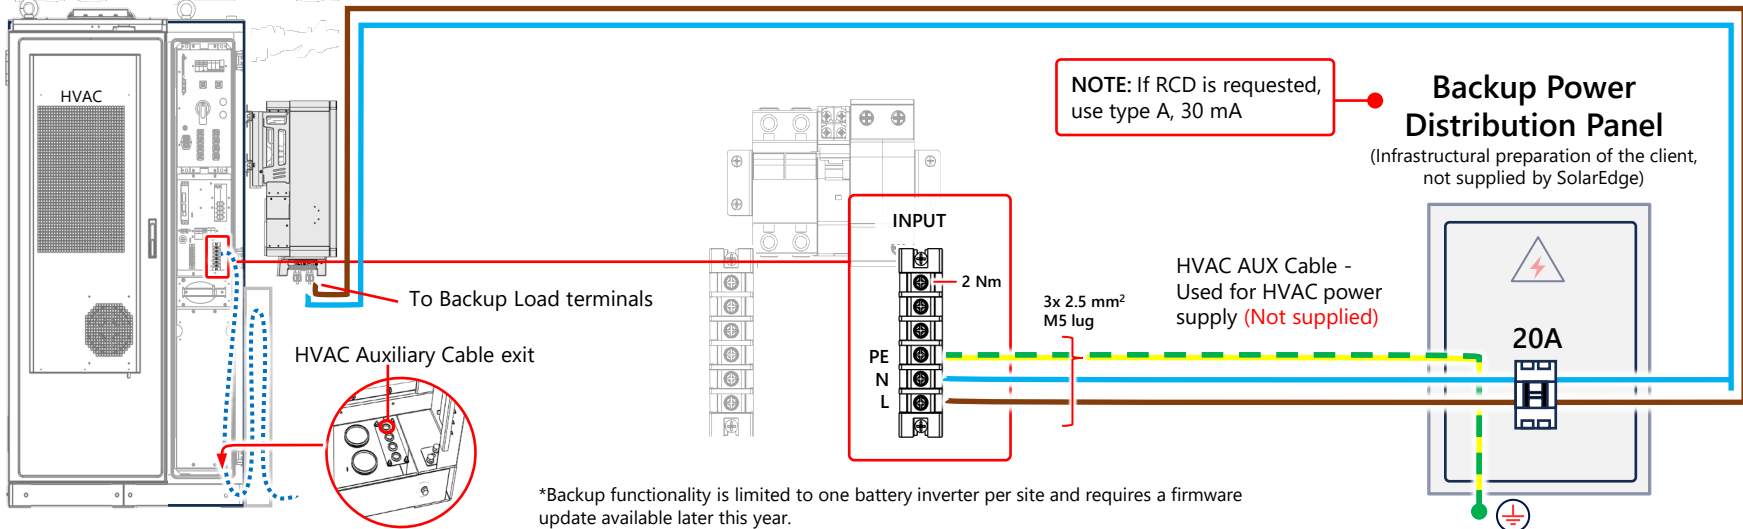 HVAC
NOTE: If RCD is requested,
use type A, 30 mA
Backup Power
Distribution Panel
(Infrastructural preparation of the client,
not supplied by SolarEdge)
INPUT
2 Nm
To Backup Load terminals
HVAC AUX Cable -
Used for HVAC power
supply (Not supplied)
3x 2.5 mm²
M5 lug
20A
HVAC Auxiliary Cable exit
PE
N
L
*Backup functionality is limited to one battery inverter per site and requires a firmware
update available later this year.